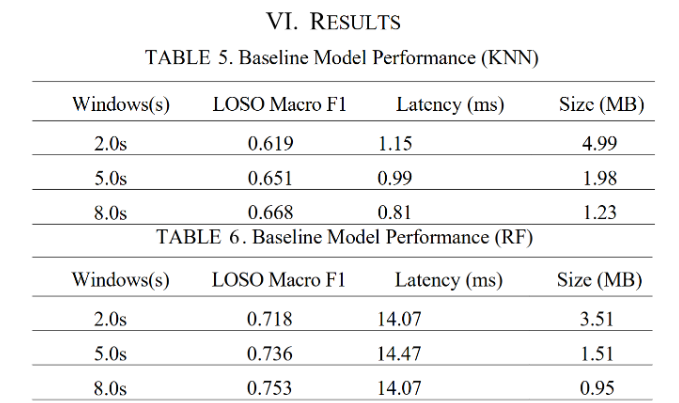 VI. RESULTS
TABLE 5. Baseline Model Performance (KNN)
Windows(s) LOSO Macro F1 Latency (ms) Size (MB)
2.0s 0.619 1.15 4.99
5.0s 0.651 0.99 1.98
8.0s 0.668 0.81 1.23
TABLE 6. Baseline Model Performance (RF)
Windows(s) LOSO Macro F1 Latency (ms) Size (MB)
2.0s 0.718 14.07 3.51
5.0s 0.736 14.47 1.51
8.0s 0.753 14.07 0.95